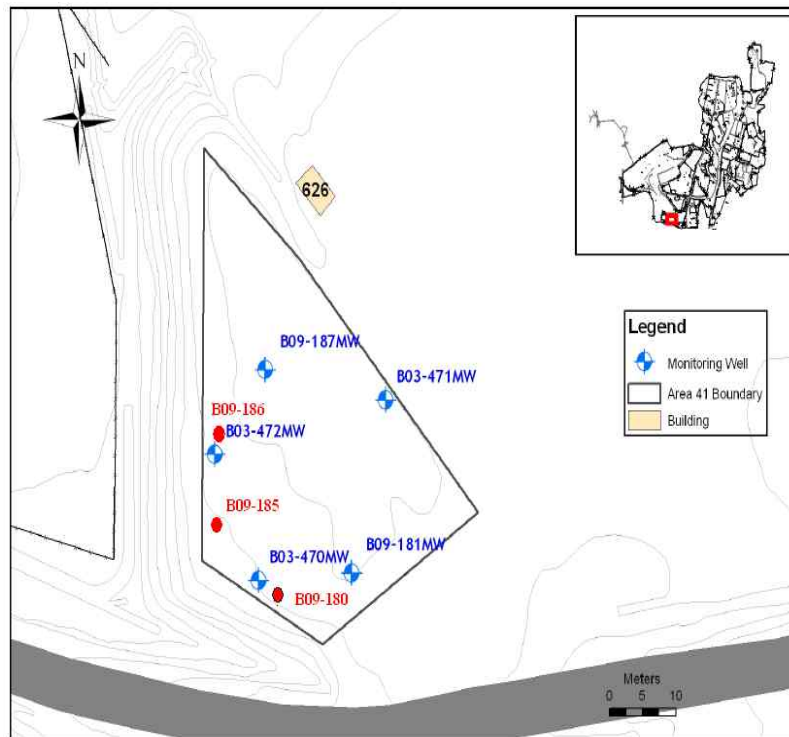 N
626
B09-187MW
B03-471MW
B09-186
B03-472MW
B09-185
B03-470MW
B09-181MW
B09-180
Legend
Monitoring Well
Area 41 Boundary
Building
Meters
0 5 10